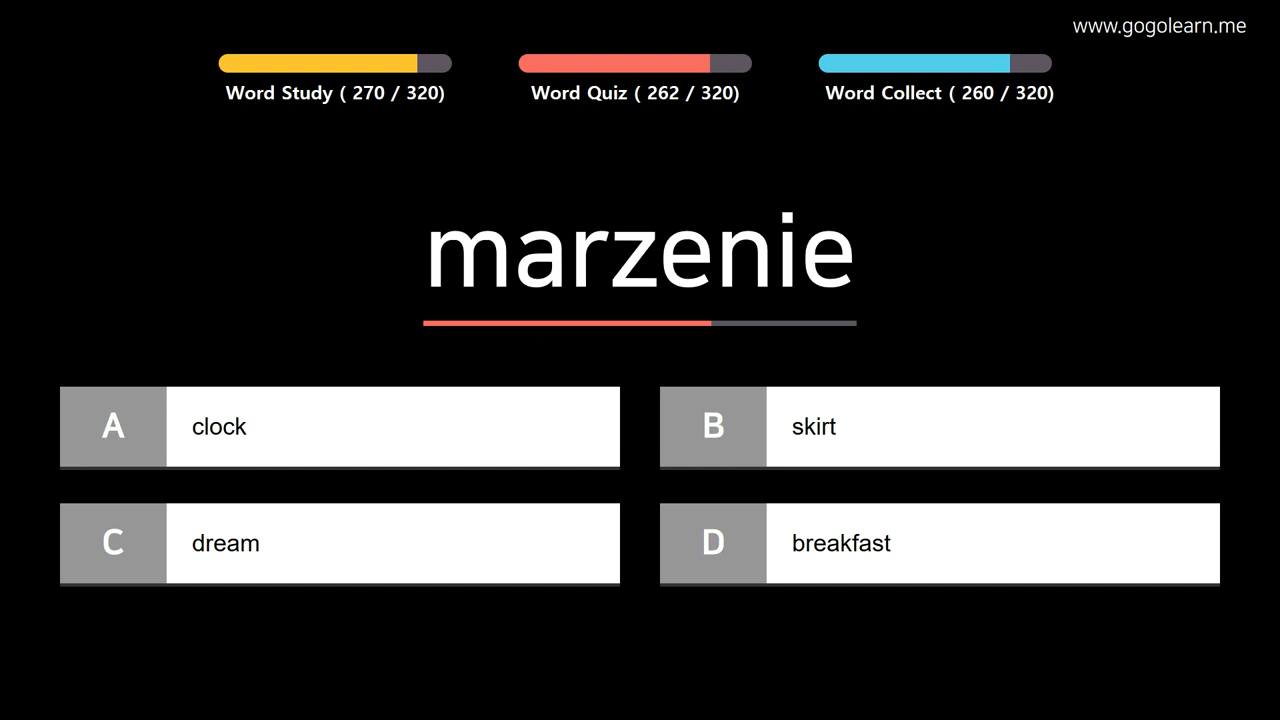 www.gogolearn.me
Word Study ( 270 / 320)
Word Quiz ( 262 / 320)
Word Collect ( 260 / 320)
marzenie
A clock
B skirt
C dream
D breakfast